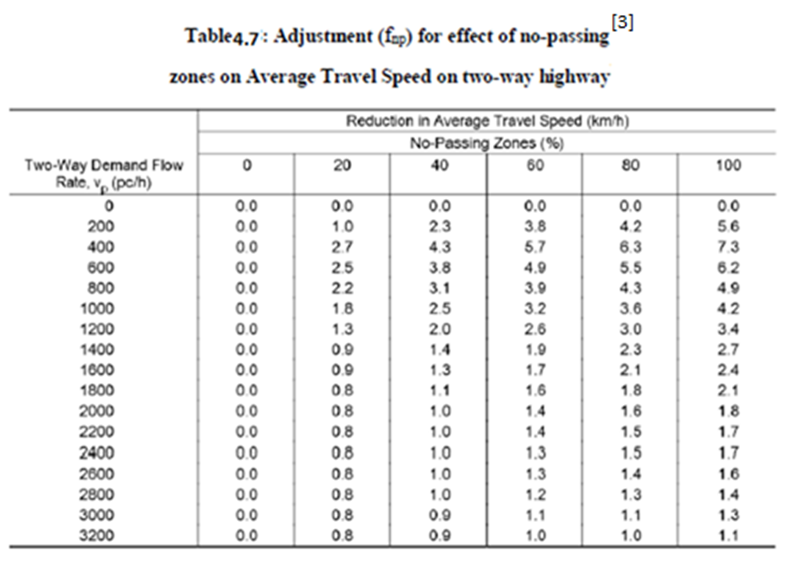 Table4.7: Adjustment (fnp) for effect of no-passing [3]
zones on Average Travel Speed on two-way highway
Reduction in Average Travel Speed (km/h)
No-Passing Zones (%)
Two-Way Demand Flow
Rate, vp (pc/h) 0 20 40 60 80 100
0 0.0 0.0 0.0 0.0 0.0 0.0
200 0.0 1.0 2.3 3.8 4.2 5.6
400 0.0 2.7 4.3 5.7 6.3 7.3
600 0.0 2.5 3.8 4.9 5.5 6.2
800 0.0 2.2 3.1 3.9 4.3 4.9
1000 0.0 1.8 2.5 3.2 3.6 4.2
1200 0.0 1.3 2.0 2.6 3.0 3.4
1400 0.0 0.9 1.4 1.9 2.3 2.7
1600 0.0 0.9 1.3 1.7 2.1 2.4
1800 0.0 0.8 1.1 1.6 1.8 2.1
2000 0.0 0.8 1.0 1.4 1.6 1.8
2200 0.0 0.8 1.0 1.4 1.5 1.7
2400 0.0 0.8 1.0 1.3 1.5 1.7
2600 0.0 0.8 1.0 1.3 1.4 1.6
2800 0.0 0.8 1.0 1.2 1.3 1.4
3000 0.0 0.8 0.9 1.1 1.1 1.3
3200 0.0 0.8 0.9 1.0 1.0 1.1